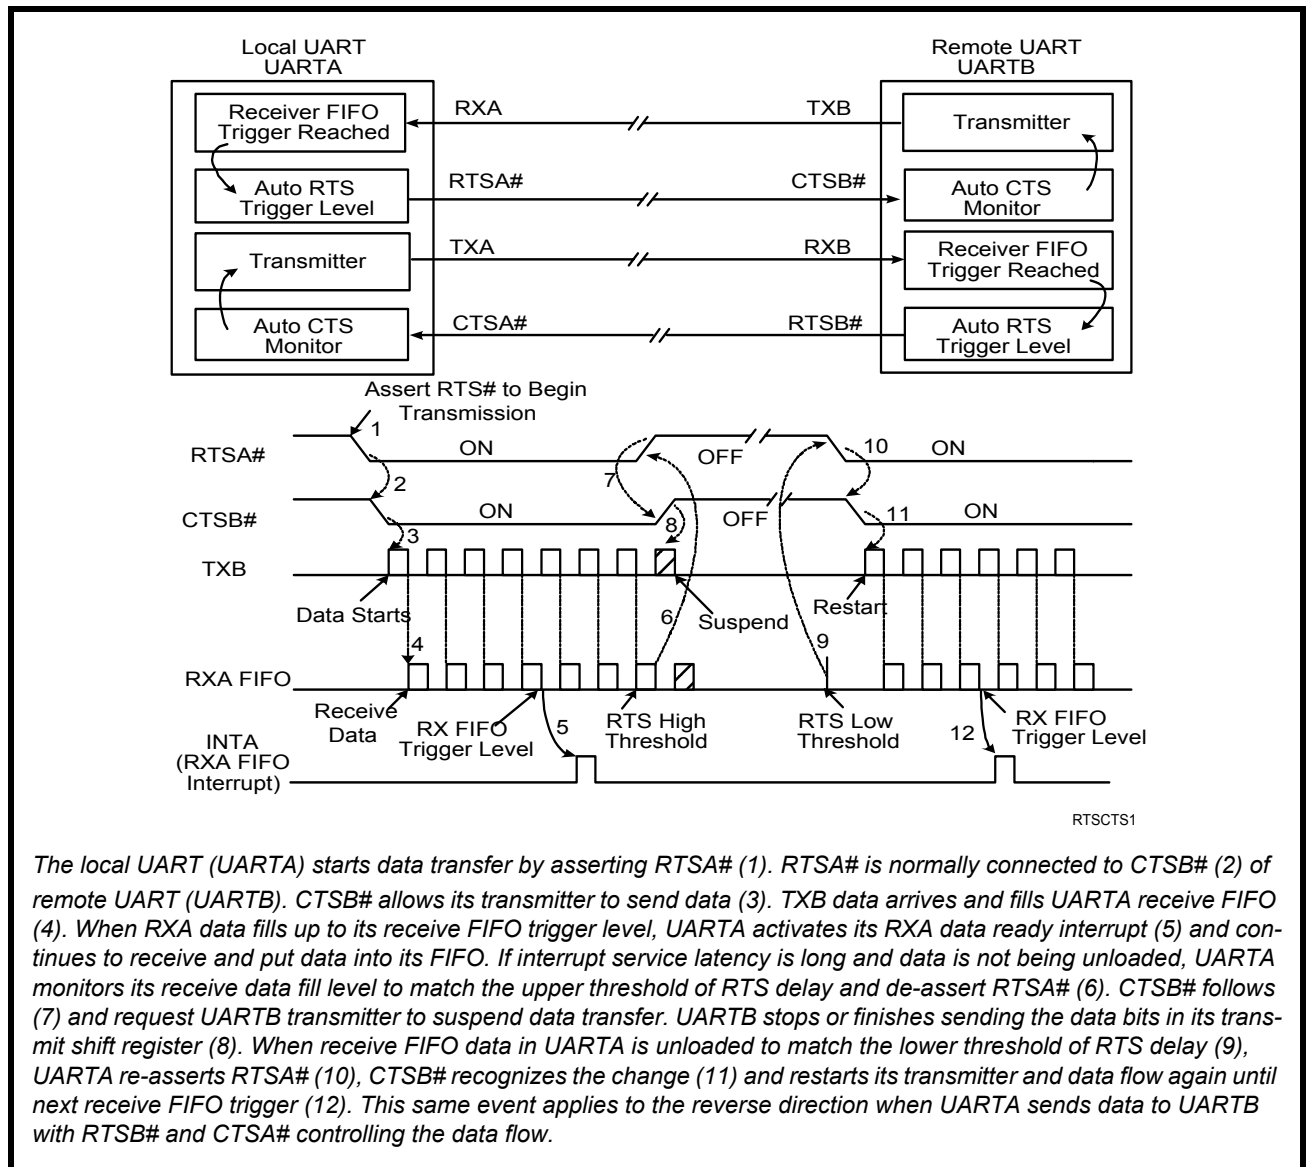 Local UART
UARTA
Remote UART
UARTB
Receiver FIFO
Trigger Reached
RXA
TXB
Transmitter
Auto RTS
Trigger Level
RTSA#
CTSB#
Auto CTS
Monitor
Transmitter
TXA
RXB
Receiver FIFO
Trigger Reached
Auto CTS
Monitor
CTSA#
RTSB#
Auto RTS
Trigger Level
Assert RTS# to Begin
Transmission
1
RTSA#
ON
OFF
10
ON
2
7
CTSB#
ON
OFF
11
ON
3
8
TXB
Data Starts
6
Suspend
Restart
4
9
RXA FIFO
Receive
Data
RX FIFO
Trigger Level
5
RTS High
Threshold
RTS Low
Threshold
12
RX FIFO
Trigger Level
INTA
(RXA FIFO
Interrupt)
RTSCTS1
The local UART (UARTA) starts data transfer by asserting RTSA# (1). RTSA# is normally connected to CTSB# (2) of
remote UART (UARTB). CTSB# allows its transmitter to send data (3). TXB data arrives and fills UARTA receive FIFO
(4). When RXA data fills up to its receive FIFO trigger level, UARTA activates its RXA data ready interrupt (5) and con-
tinues to receive and put data into its FIFO. If interrupt service latency is long and data is not being unloaded, UARTA
monitors its receive data fill level to match the upper threshold of RTS delay and de-assert RTSA# (6). CTSB# follows
(7) and request UARTB transmitter to suspend data transfer. UARTB stops or finishes sending the data bits in its trans-
mit shift register (8). When receive FIFO data in UARTA is unloaded to match the lower threshold of RTS delay (9),
UARTA re-asserts RTSA# (10), CTSB# recognizes the change (11) and restarts its transmitter and data flow again until
next receive FIFO trigger (12). This same event applies to the reverse direction when UARTA sends data to UARTB
with RTSB# and CTSA# controlling the data flow.